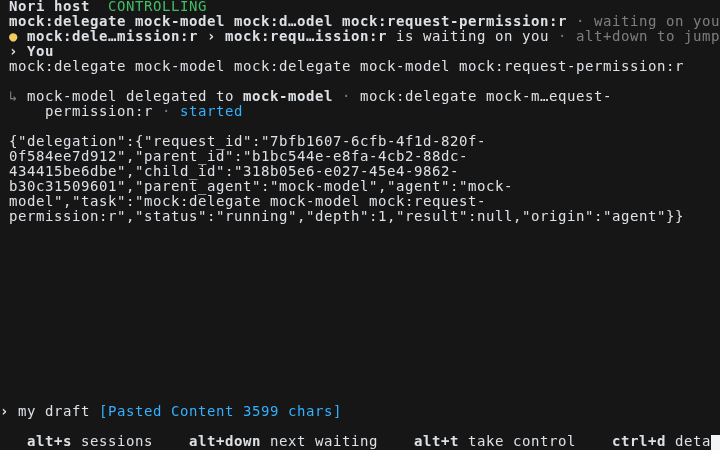 Nori host  CONTROLLING
mock:delegate mock-model mock:d…odel mock:request-permission:r · waiting on you
● mock:dele…mission:r › mock:requ…ission:r is waiting on you · alt+down to jump
› You
mock:delegate mock-model mock:delegate mock-model mock:request-permission:r
↳ mock-model delegated to mock-model · mock:delegate mock-m…equest-
permission:r · started
{"delegation":{"request_id":"7bfb1607-6cfb-4f1d-820f-
0f584ee7d912","parent_id":"b1bc544e-e8fa-4cb2-88dc-
434415be6dbe","child_id":"318b05e6-e027-45e4-9862-
b30c31509601","parent_agent":"mock-model","agent":"mock-
model","task":"mock:delegate mock-model mock:request-
permission:r","status":"running","depth":1,"result":null,"origin":"agent"}}
› my draft [Pasted Content 3599 chars]
alt+s sessions    alt+down next waiting    alt+t take control    ctrl+d deta